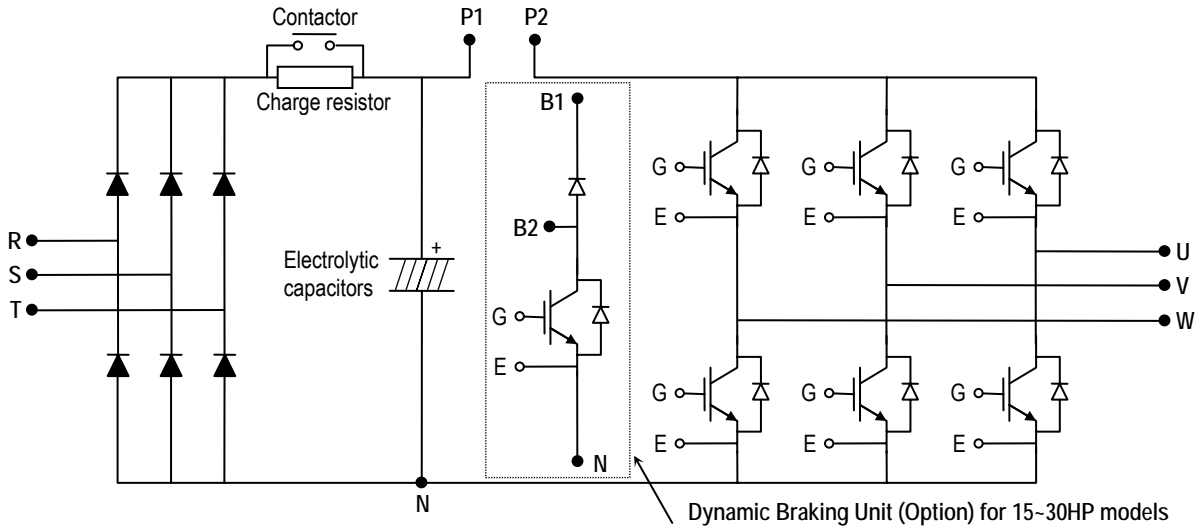 Contactor
P1
P2
Charge resistor
B1
G
G
G
B2
E
E
E
R
S
T
U
V
W
+
Electrolytic
capacitors
G
E
G
G
G
E
E
E
N
N
Dynamic Braking Unit (Option) for 15~30HP models